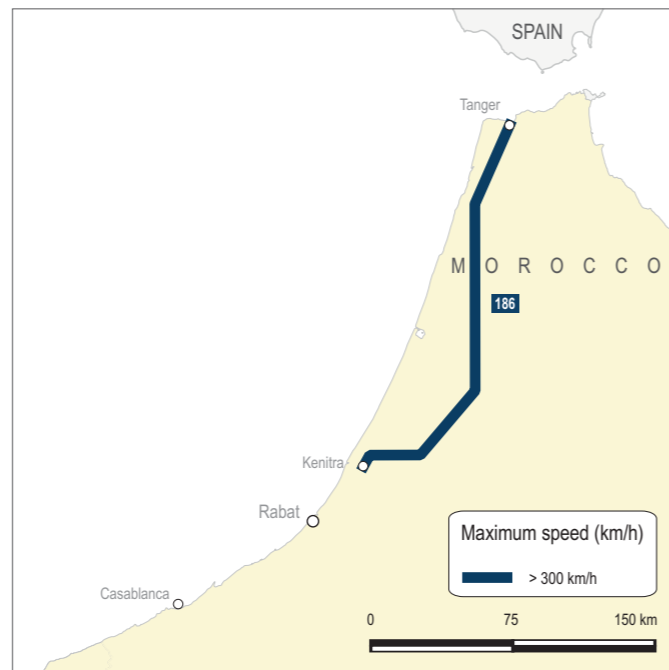 SPAIN
Tanger
M O R O C C O
186
Kenitra
Rabat
Maximum speed (km/h)
> 300 km/h
Casablanca
0 75 150 km